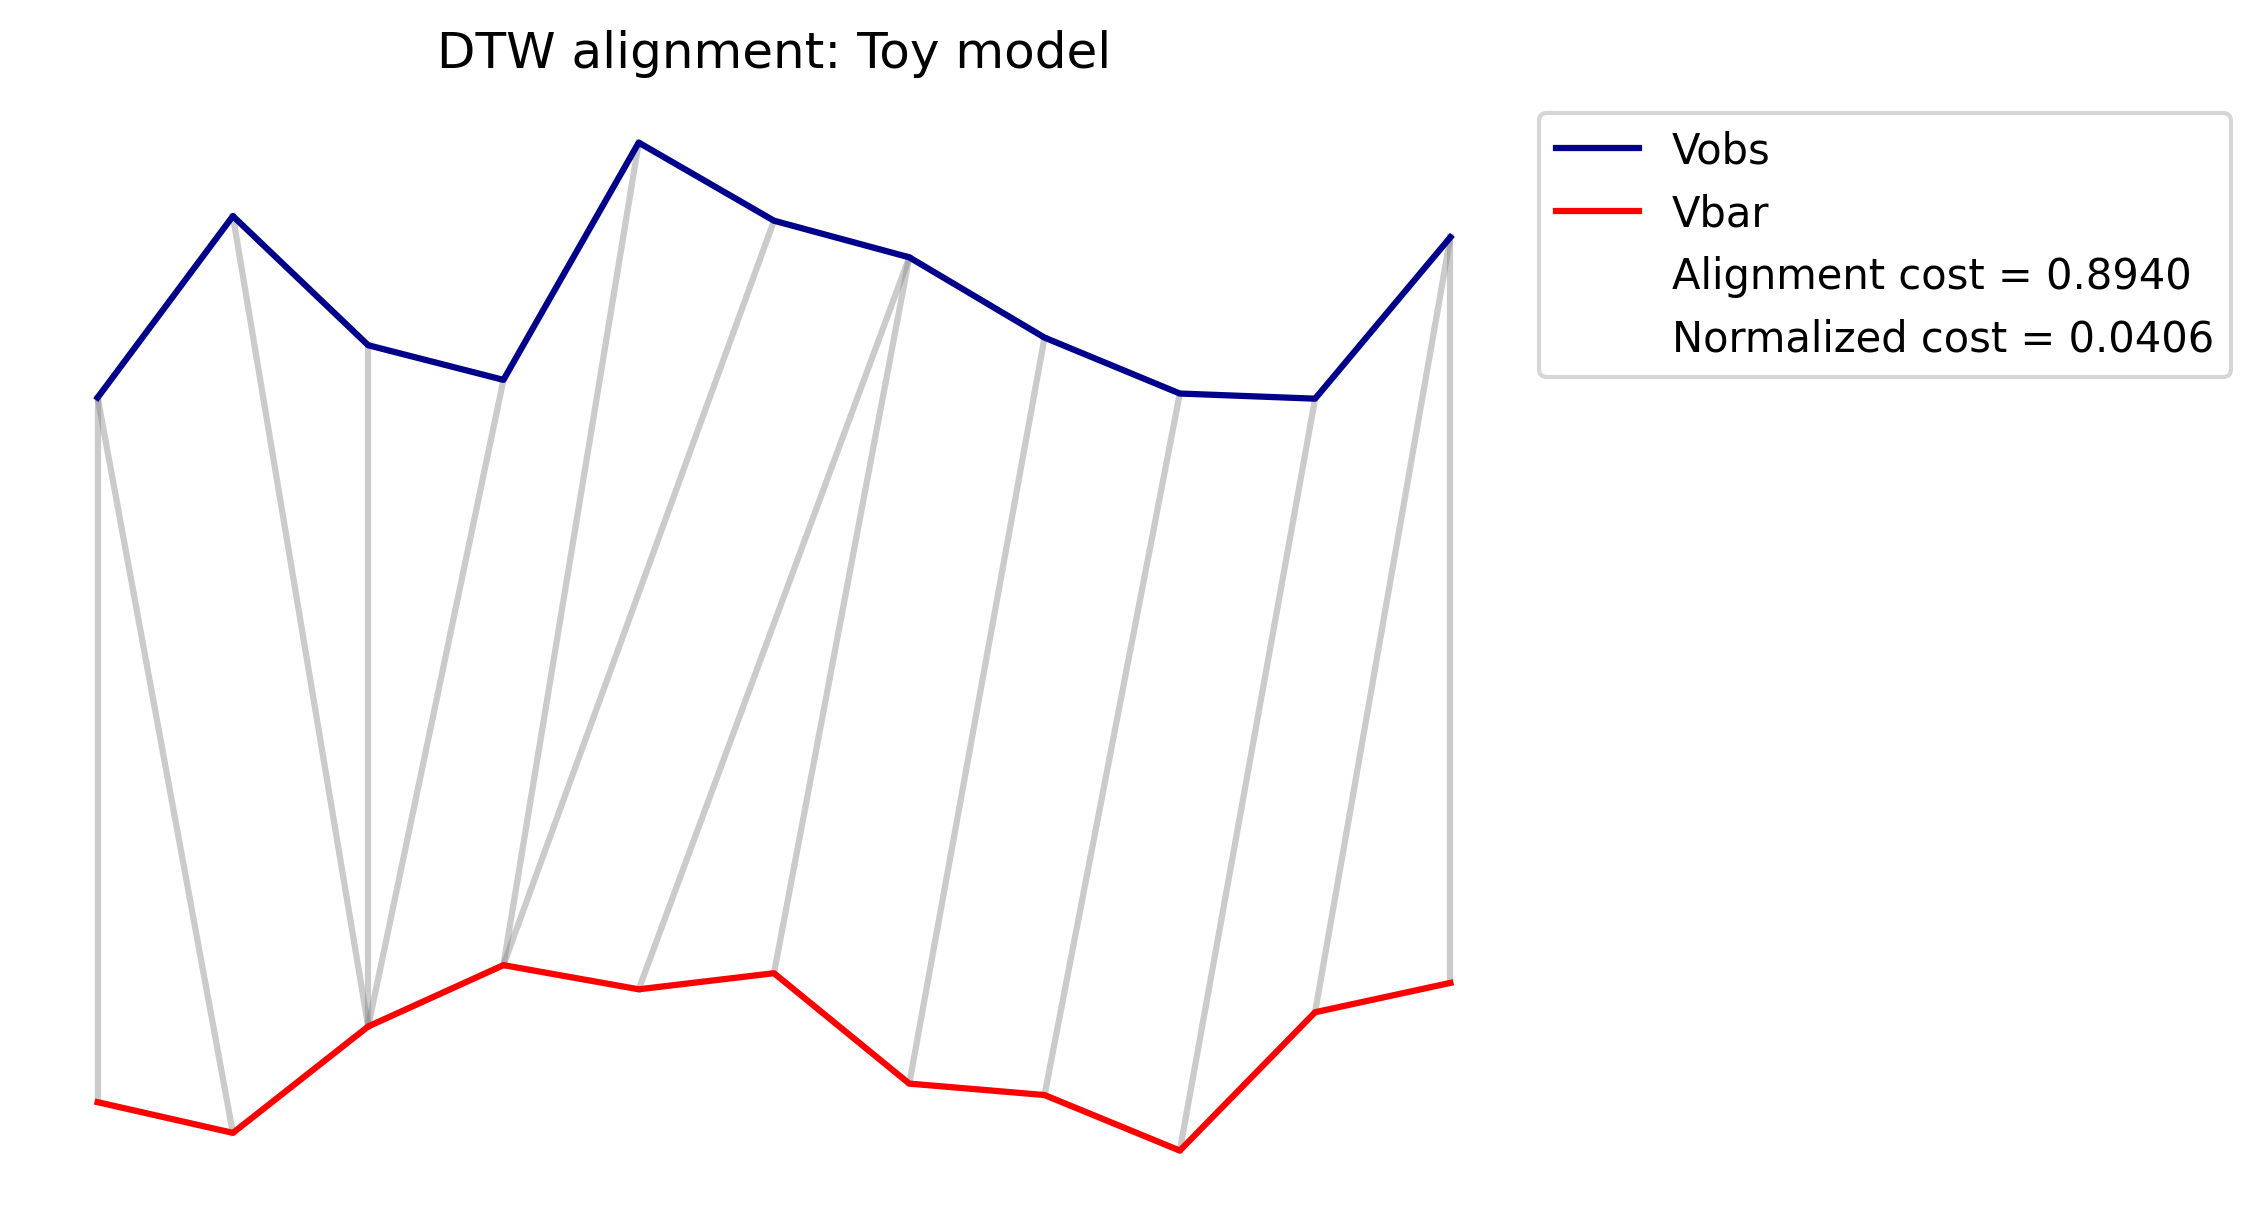 DTW alignment: Toy model
Vobs
Vbar
Alignment cost = 0.8940
Normalized cost = 0.0406